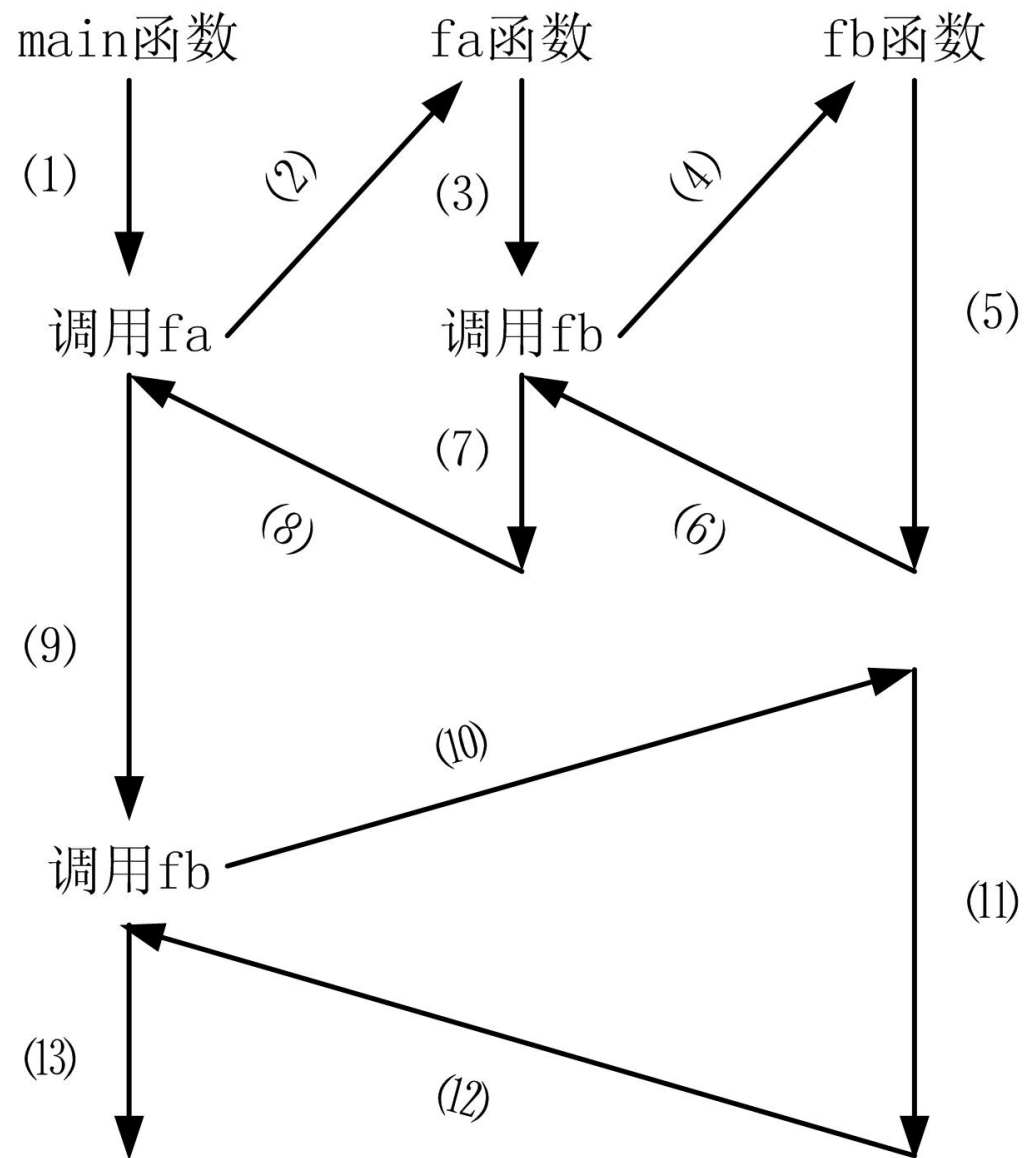 main函数 fa函数 fb函数
(1) (2) (3) (4)
(5)
调用fa 调用fb
(7)
(8) (6)
(9)
(10)
调用fb
(11)
(13)
(12)